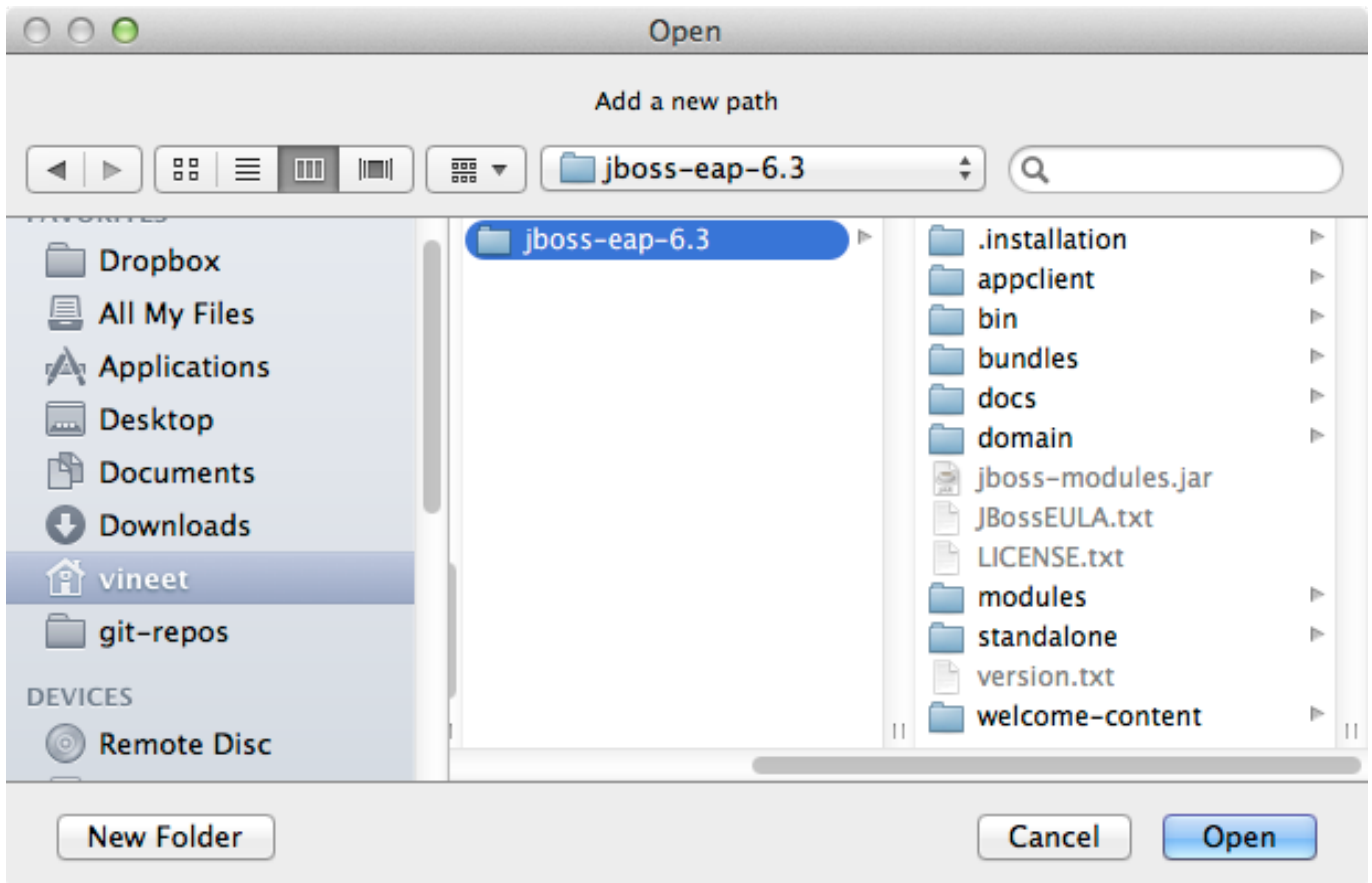 Open
Add a new path
jboss-eap-6.3
FAVORITES
Dropbox
All My Files
Applications
Desktop
Documents
Downloads
vineet
git-repos
DEVICES
Remote Disc
jboss-eap-6.3
.installation
appclient
bin
bundles
docs
domain
jboss-modules.jar
JBossEULA.txt
LICENSE.txt
modules
standalone
version.txt
welcome-content
New Folder
Cancel
Open